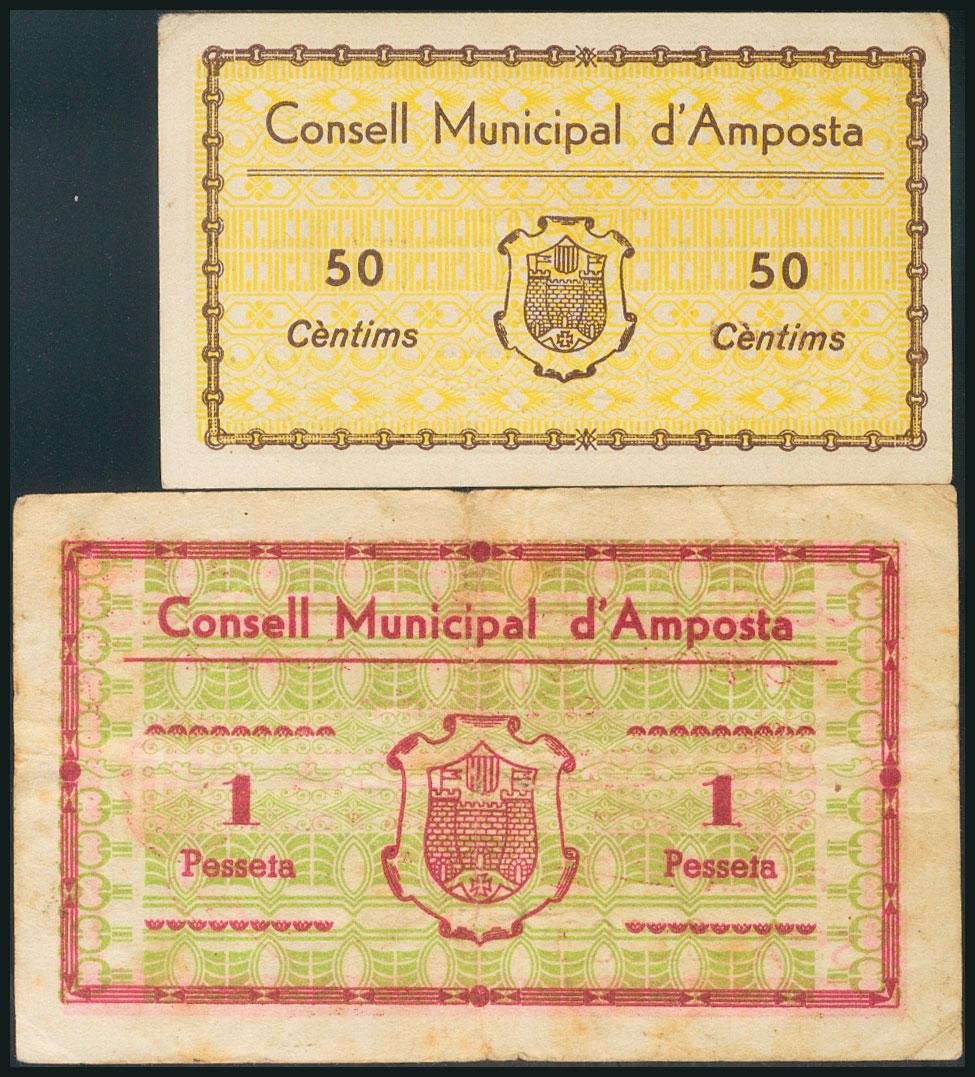 Consell Municipal d'Amposta
50 50
Cèntims Cèntims
Consell Municipal d'Amposta
1 1
Pesseta Pesseta